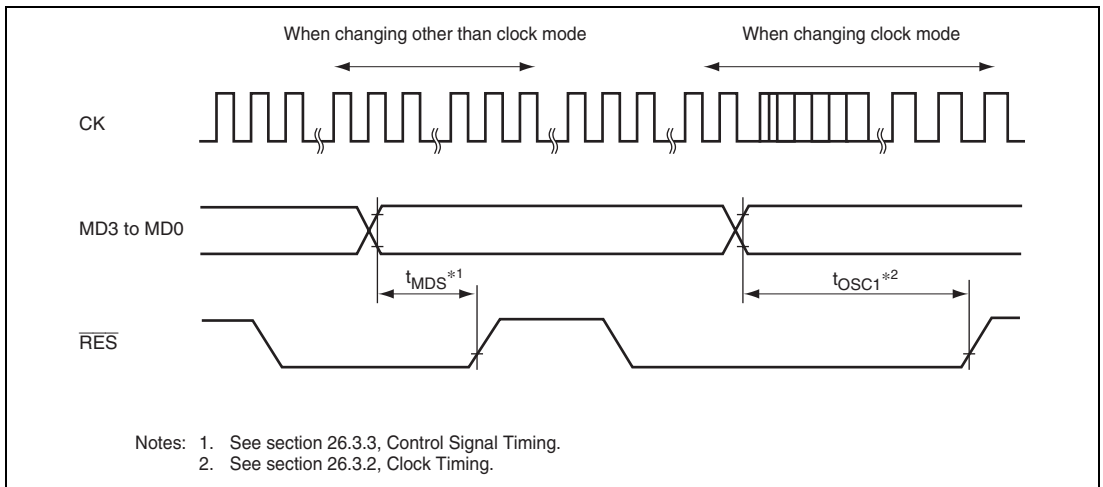 When changing other than clock mode
When changing clock mode
CK
MD3 to MD0
tMDS*1
tOSC1*2
RES
Notes: 1. See section 26.3.3, Control Signal Timing.
2. See section 26.3.2, Clock Timing.